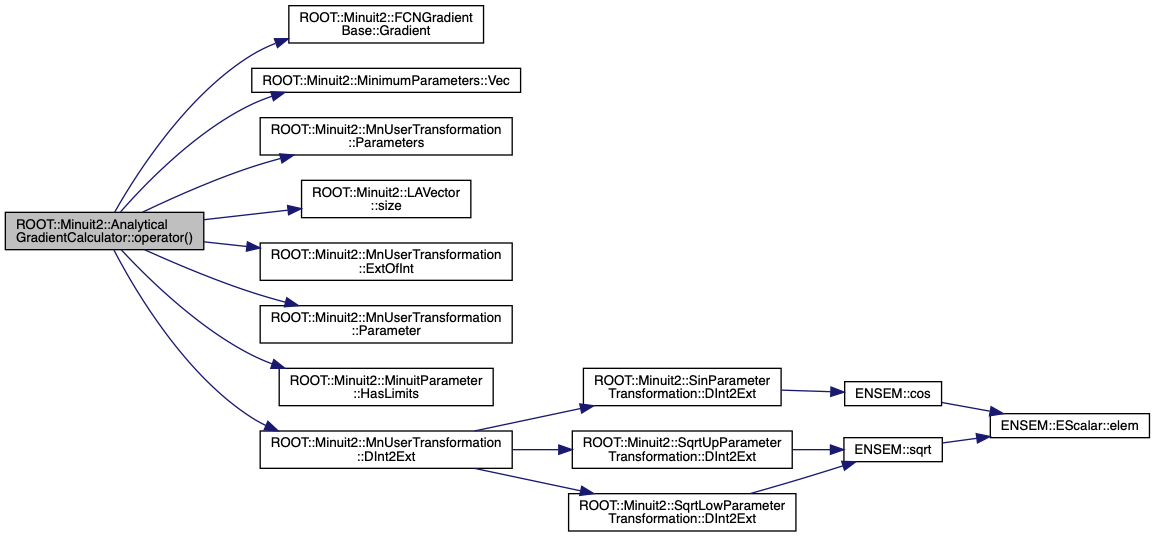 ROOT::Minuit2::FCNGradient
Base::Gradient
ROOT::Minuit2::MinimumParameters::Vec
ROOT::Minuit2::MnUserTransformation
::Parameters
ROOT::Minuit2::LAVector
::size
ROOT::Minuit2::Analytical
GradientCalculator::operator()
ROOT::Minuit2::MnUserTransformation
::ExtOfInt
ROOT::Minuit2::MnUserTransformation
::Parameter
ROOT::Minuit2::MinuitParameter
::HasLimits
ROOT::Minuit2::MnUserTransformation
::DInt2Ext
ROOT::Minuit2::SinParameter
Transformation::DInt2Ext
ROOT::Minuit2::SqrtUpParameter
Transformation::DInt2Ext
ROOT::Minuit2::SqrtLowParameter
Transformation::DInt2Ext
ENSEM::cos
ENSEM::sqrt
ENSEM::EScalar::elem